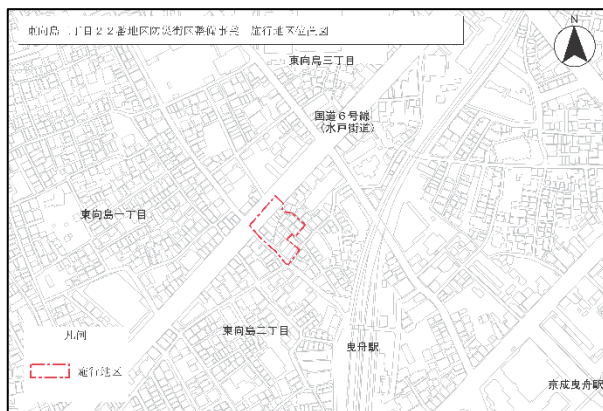 東向島二丁目22番地区防災街区整備事業 施行地区位置図
N
東向島三丁目
国道6号線
(水戸街道)
東向島一丁目
東向島二丁目
曳舟駅
京成曳舟駅
凡例
施行地区